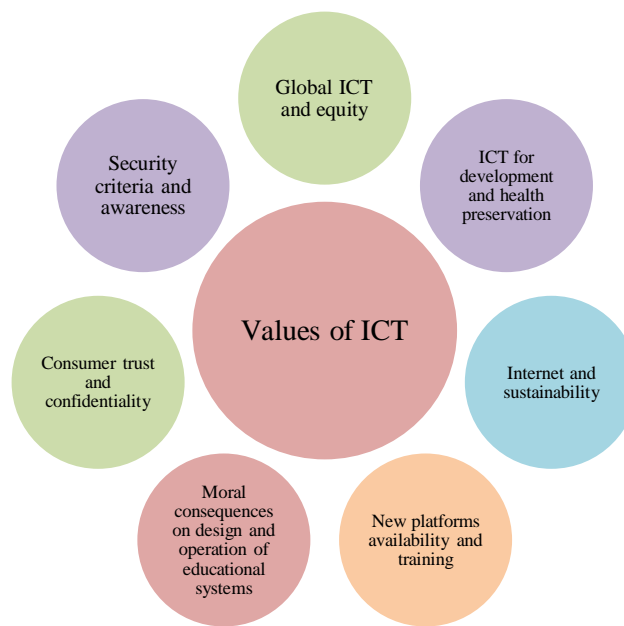 Global ICT
and equity
ICT for
development
and health
preservation
Internet and
sustainability
New platforms
availability and
training
Moral
consequences
on design and
operation of
educational
systems
Consumer trust
and
confidentiality
Security
criteria and
awareness
Values of ICT